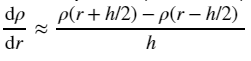 dρ/dr ≈ (ρ(r + h/2) − ρ(r − h/2))/h